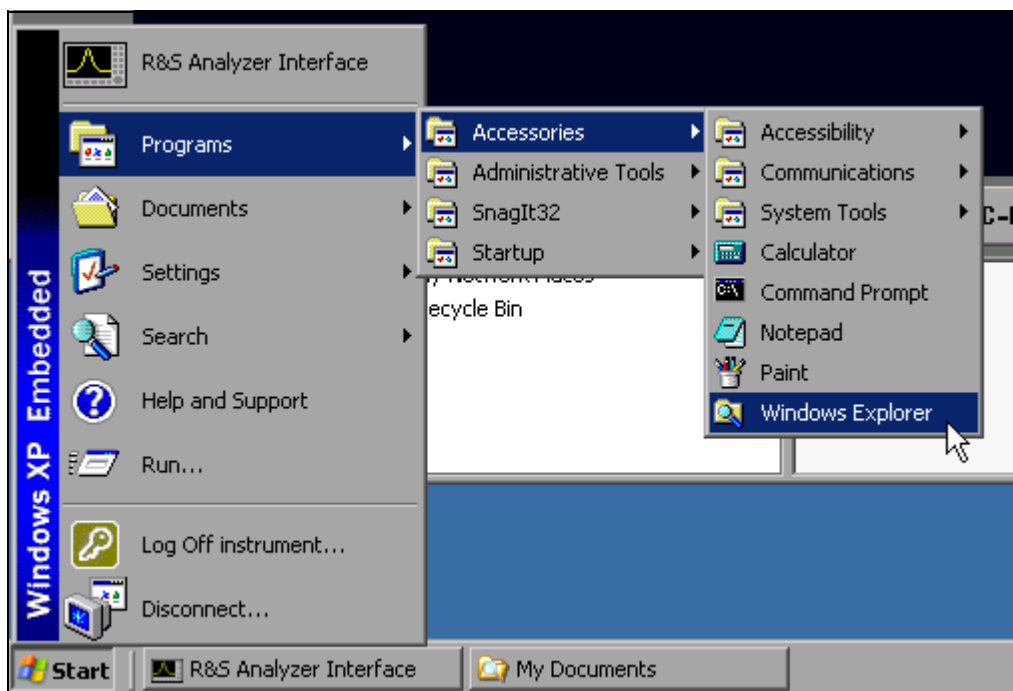 R&S Analyzer Interface
Programs
Documents
Settings
Search
Help and Support
Run...
Log Off instrument...
Disconnect...
Windows XP Embedded
Accessories
Administrative Tools
SnagIt32
Startup
Accessibility
Communications
System Tools
Calculator
Command Prompt
Notepad
Paint
Windows Explorer
ecycle Bin
Start
R&S Analyzer Interface
My Documents